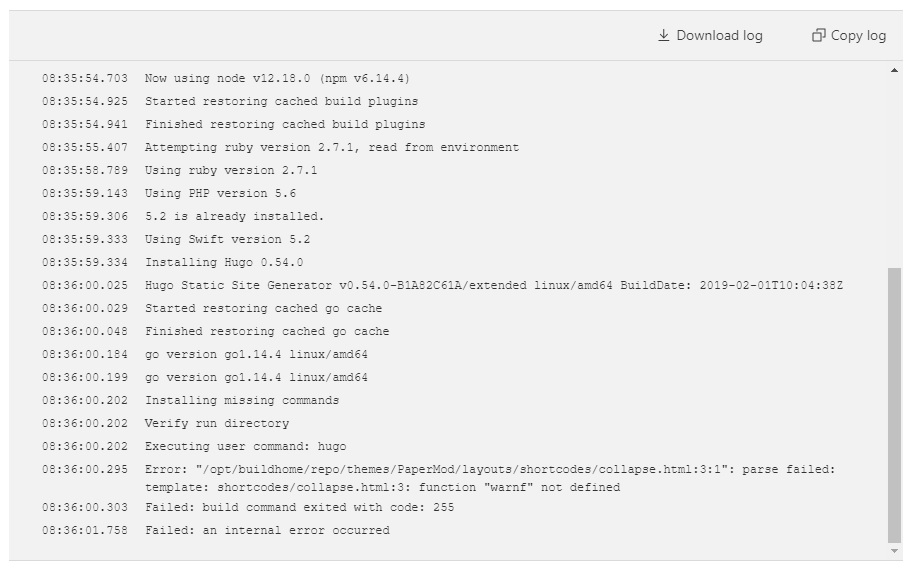 Download log
Copy log
08:35:54.703 Now using node v12.18.0 (npm v6.14.4)
08:35:54.925 Started restoring cached build plugins
08:35:54.941 Finished restoring cached build plugins
08:35:55.407 Attempting ruby version 2.7.1, read from environment
08:35:58.789 Using ruby version 2.7.1
08:35:59.143 Using PHP version 5.6
08:35:59.306 5.2 is already installed.
08:35:59.333 Using Swift version 5.2
08:35:59.334 Installing Hugo 0.54.0
08:36:00.025 Hugo Static Site Generator v0.54.0-B1A82C61A/extended linux/amd64 BuildDate: 2019-02-01T10:04:38Z
08:36:00.029 Started restoring cached go cache
08:36:00.048 Finished restoring cached go cache
08:36:00.184 go version go1.14.4 linux/amd64
08:36:00.199 go version go1.14.4 linux/amd64
08:36:00.202 Installing missing commands
08:36:00.202 Verify run directory
08:36:00.202 Executing user command: hugo
08:36:00.295 Error: "/opt/buildhome/repo/themes/PaperMod/layouts/shortcodes/collapse.html:3:1": parse failed:
template: shortcodes/collapse.html:3: function "warnf" not defined
08:36:00.303 Failed: build command exited with code: 255
08:36:01.758 Failed: an internal error occurred